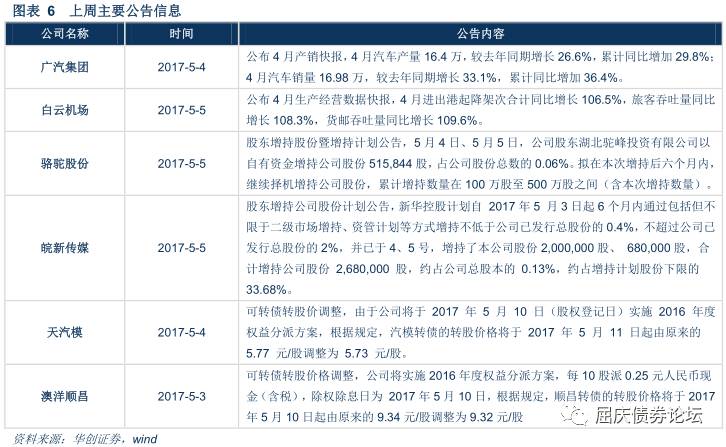 图表 6 上周主要公告信息
公司名称 时间 公告内容
广汽集团 2017-5-4 公布 4 月产销快报，4 月汽车产量 16.4 万，较去年同期增长 26.6%，累计同比增加 29.8%；
4 月汽车销量 16.98 万，较去年同期增长 33.1%，累计同比增加 36.4%。
白云机场 2017-5-5 公布 4 月生产经营数据快报，4 月进出港起降架次合计同比增长 106.5%，旅客吞吐量同比
增长 108.3%，货邮吞吐量同比增长 109.6%。
骆驼股份 2017-5-5 股东增持股份暨增持计划公告，5 月 4 日、5 月 5 日，公司股东湖北驼峰投资有限公司以
自有资金增持公司股份 515,844 股，占公司股份总数的 0.06%。拟在本次增持后六个月内，
继续择机增持公司股份，累计增持数量在 100 万股至 500 万股之间（含本次增持数量）。
皖新传媒 2017-5-5 股东增持公司股份计划公告，新华控股计划自 2017 年 5 月 3 日起 6 个月内通过包括但不
限于二级市场增持、资管计划等方式增持不低于公司已发行总股份的 0.4%，不超过公司已
发行总股份的 2%，并已于 4、5 号，增持了本公司股份 2,000,000 股、 680,000 股，合
计增持公司股份 2,680,000 股，约占公司总股本的 0.13%，约占增持计划股份下限的
33.68%。
天汽模 2017-5-4 可转债转股价调整，由于公司将于 2017 年 5 月 10 日（股权登记日）实施 2016 年度
权益分派方案，根据规定，汽模转债的转股价格将于 2017 年 5 月 11 日起由原来的
5.77 元/股调整为 5.73 元/股。
澳洋顺昌 2017-5-3 可转债转股价格调整，公司将实施 2016 年度权益分派方案，每 10 股派 0.25 元人民币现
金（含税），除权除息日为 2017 年 5 月 10 日，根据规定，顺昌转债的转股价格将于 2017
年 5 月 10 日起由原来的 9.34 元/股调整为 9.32 元/股
资料来源：华创证券，wind
屈庆债券论坛